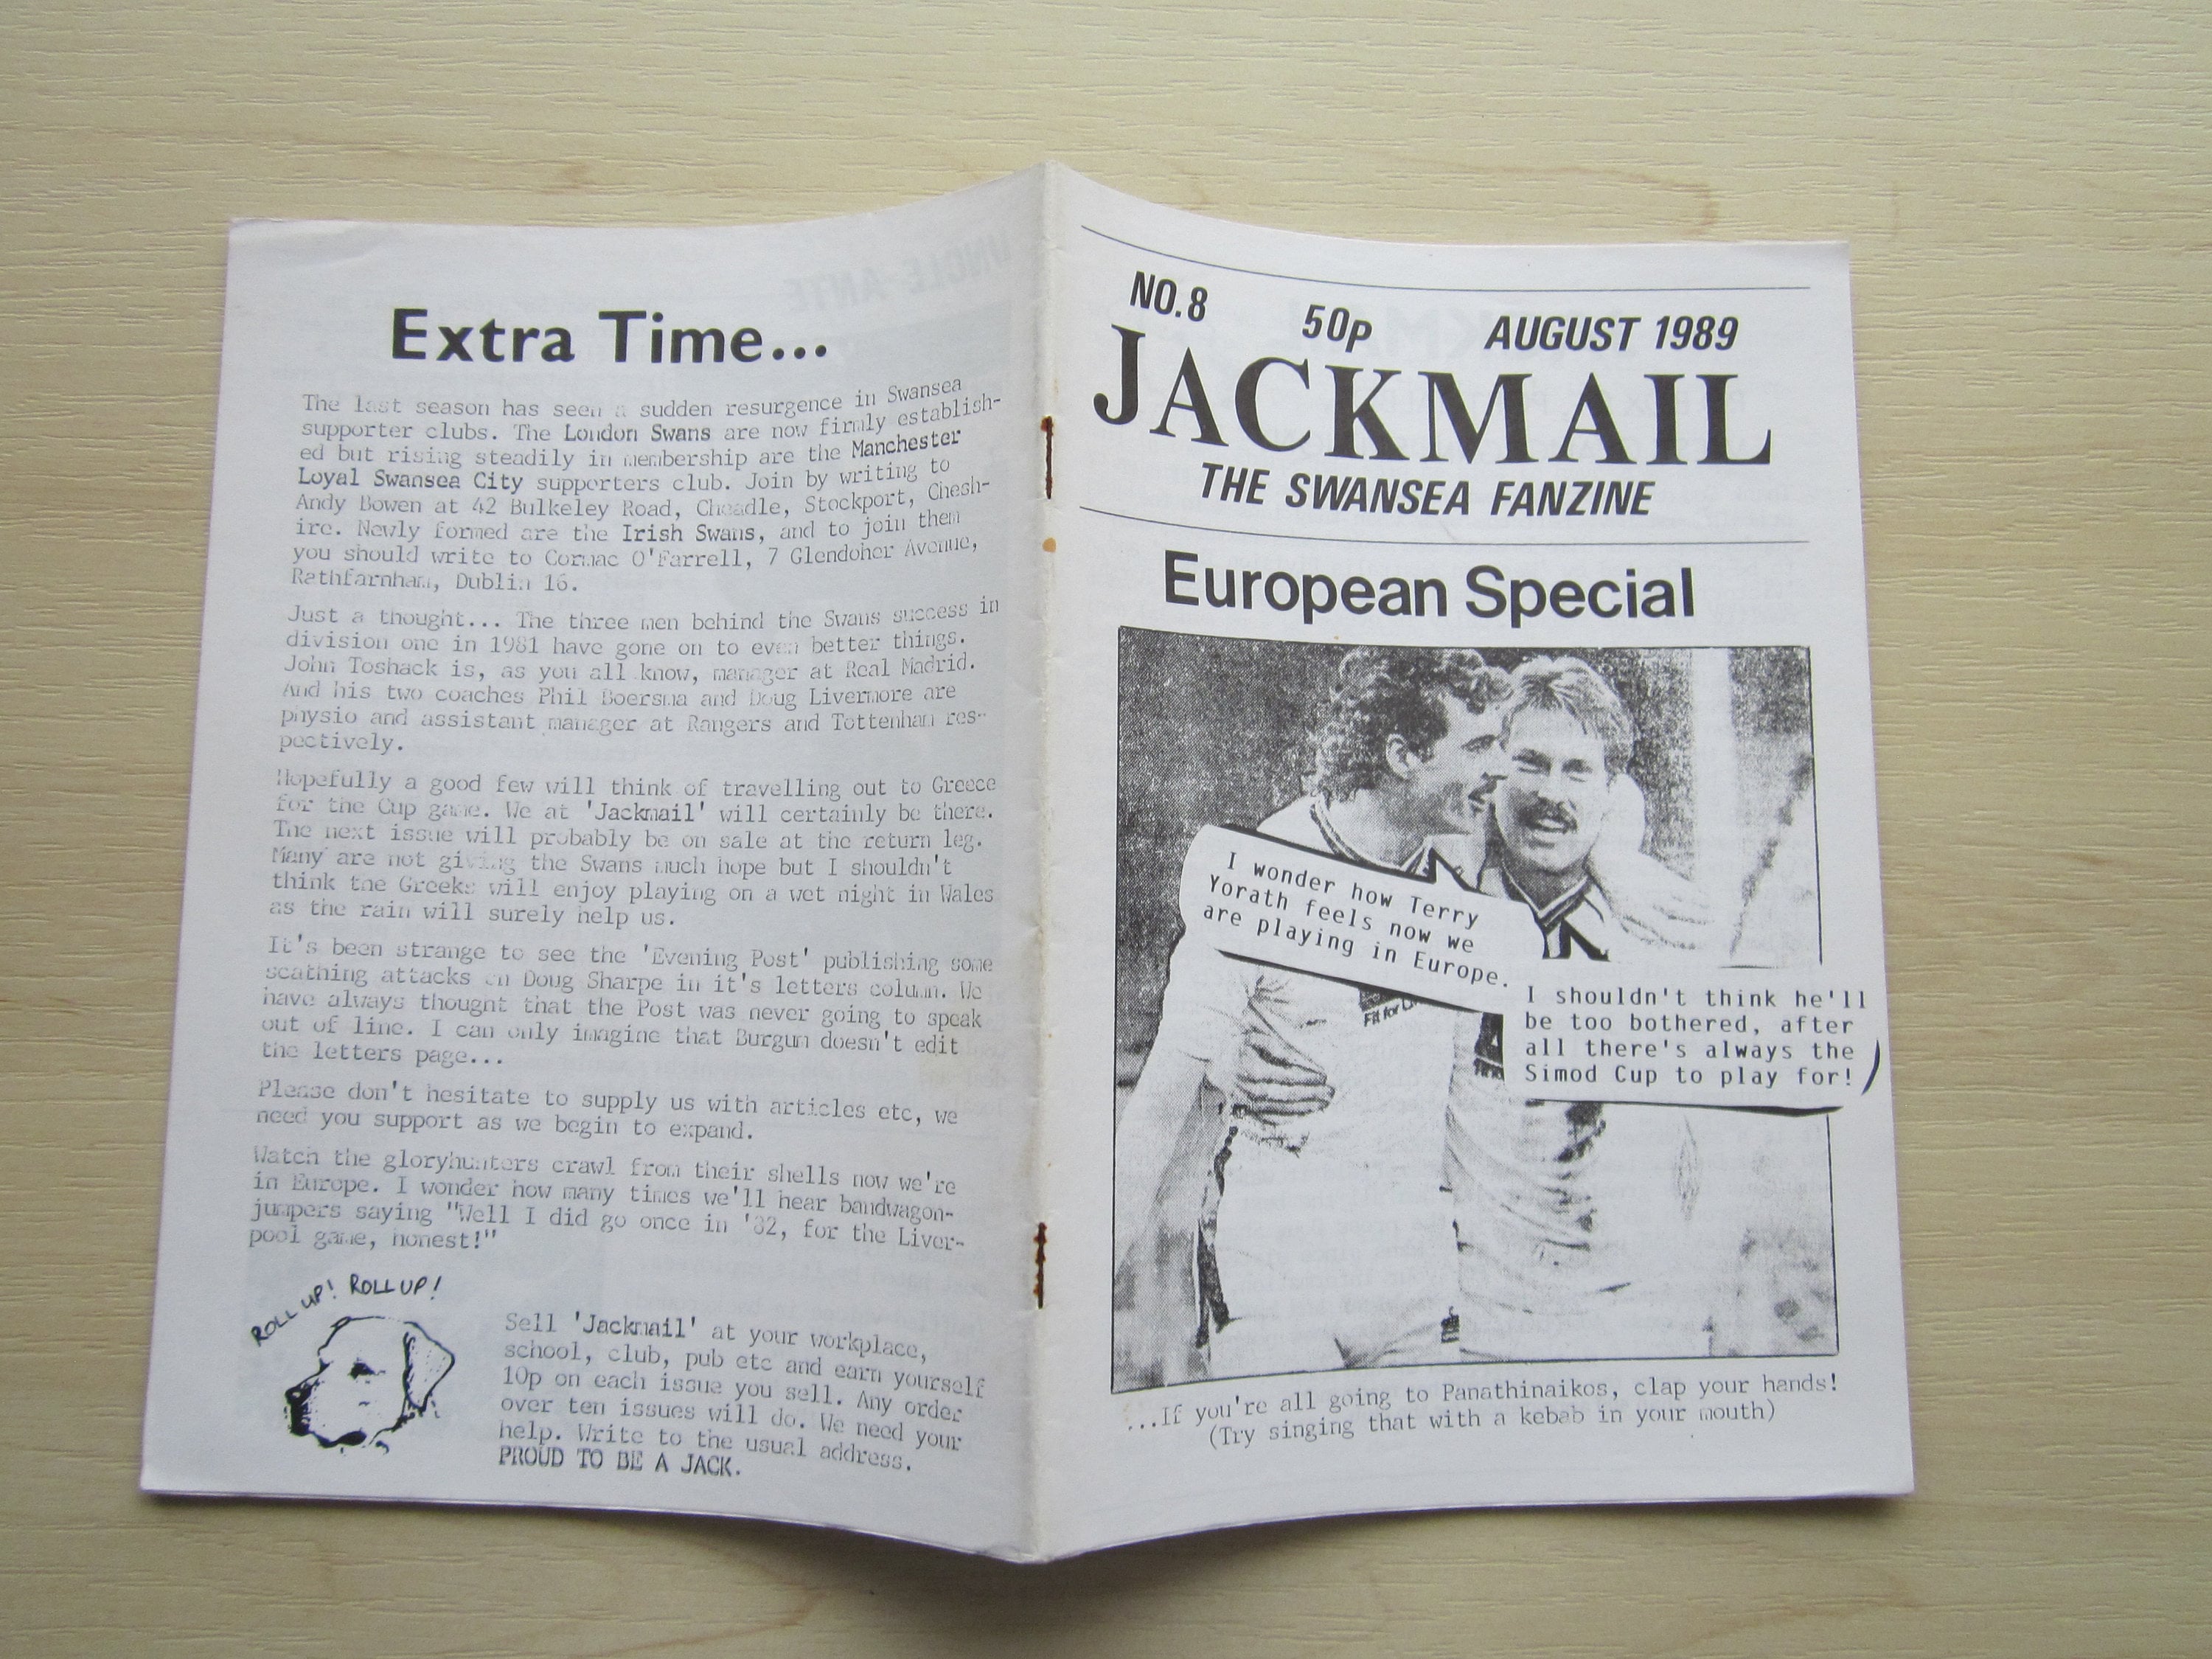 Extra Time...
The last season has seen a sudden resurgence in Swansea
supporter clubs. The London Swans are now firmly establish-
ed but rising steadily in membership are the Manchester
Loyal Swansea City supporters club. Join by writing to
Andy Bowen at 42 Bulkeley Road, Cheadle, Stockport, Chesh-
ire. Newly formed are the Irish Swans, and to join them
you should write to Cormac O'Farrell, 7 Glendoher Avenue,
Rathfarnham, Dublin 16.
Just a thought... The three men behind the Swans success in
division one in 1981 have gone on to even better things.
John Toshack is, as you all know, manager at Real Madrid.
And his two coaches Phil Boersma and Doug Livermore are
physio and assistant manager at Rangers and Tottenham res-
pectively.
Hopefully a good few will think of travelling out to Greece
for the Cup game. We at 'Jackmail' will certainly be there.
The next issue will probably be on sale at the return leg.
Many are not giving the Swans much hope but I shouldn't
think the Greeks will enjoy playing on a wet night in Wales
as the rain will surely help us.
It's been strange to see the 'Evening Post' publishing some
scathing attacks on Doug Sharpe in it's letters column. We
have always thought that the Post was never going to speak
out of line. I can only imagine that Burgum doesn't edit
the letters page...
Please don't hesitate to supply us with articles etc, we
need you support as we begin to expand.
Watch the gloryhunters crawl from their shells now we're
in Europe. I wonder how many times we'll hear bandwagon-
jumpers saying "Well I did go once in '82, for the Liver-
pool game, honest!"
ROLL UP! ROLL UP!
Sell 'Jackmail' at your workplace,
school, club, pub etc and earn yourself
10p on each issue you sell. Any order
over ten issues will do. We need your
help. Write to the usual address.
PROUD TO BE A JACK.
NO.8 50p AUGUST 1989
JACKMAIL
THE SWANSEA FANZINE
European Special
I wonder how Terry
Yorath feels now we
are playing in Europe.
Fit for
I shouldn't think he'll
be too bothered, after
all there's always the
Simod Cup to play for!
...If you're all going to Panathinaikos, clap your hands!
(Try singing that with a kebab in your mouth)